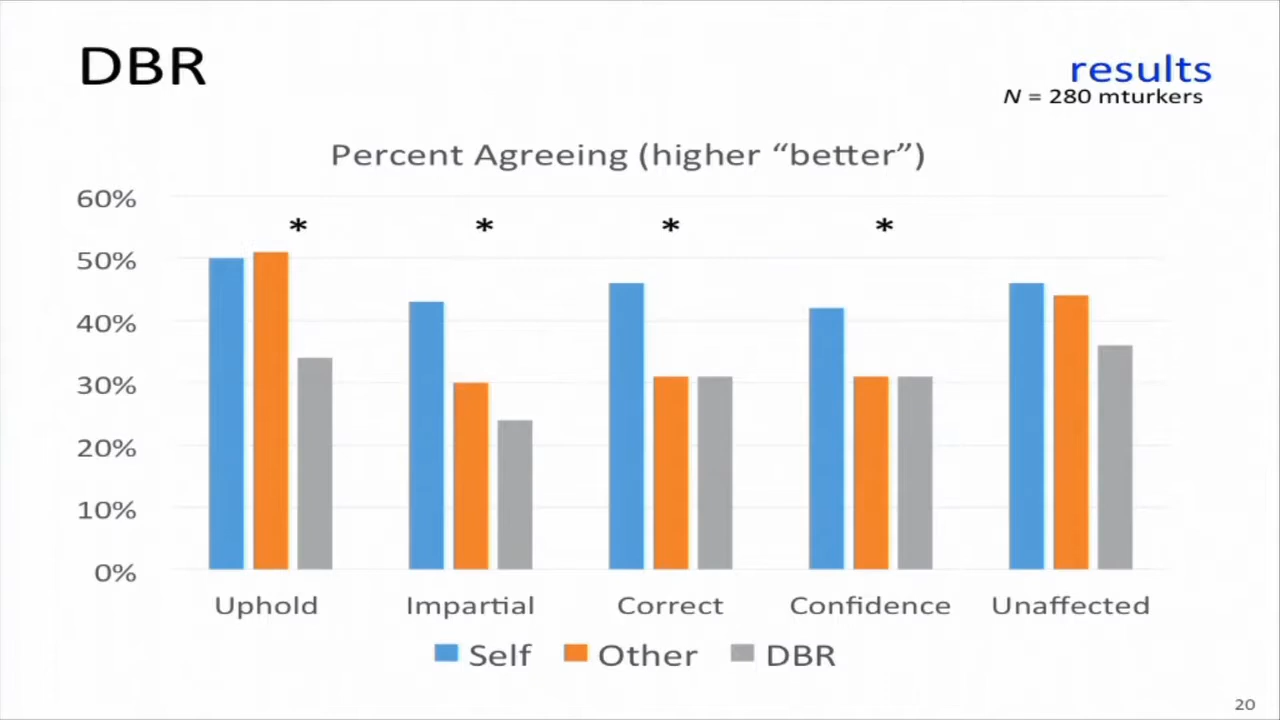 DBR
results
N = 280 mturkers
Percent Agreeing (higher “better”)
60%
* * * *
50%
40%
30%
20%
10%
0%
Uphold Impartial Correct Confidence Unaffected
Self Other DBR
20